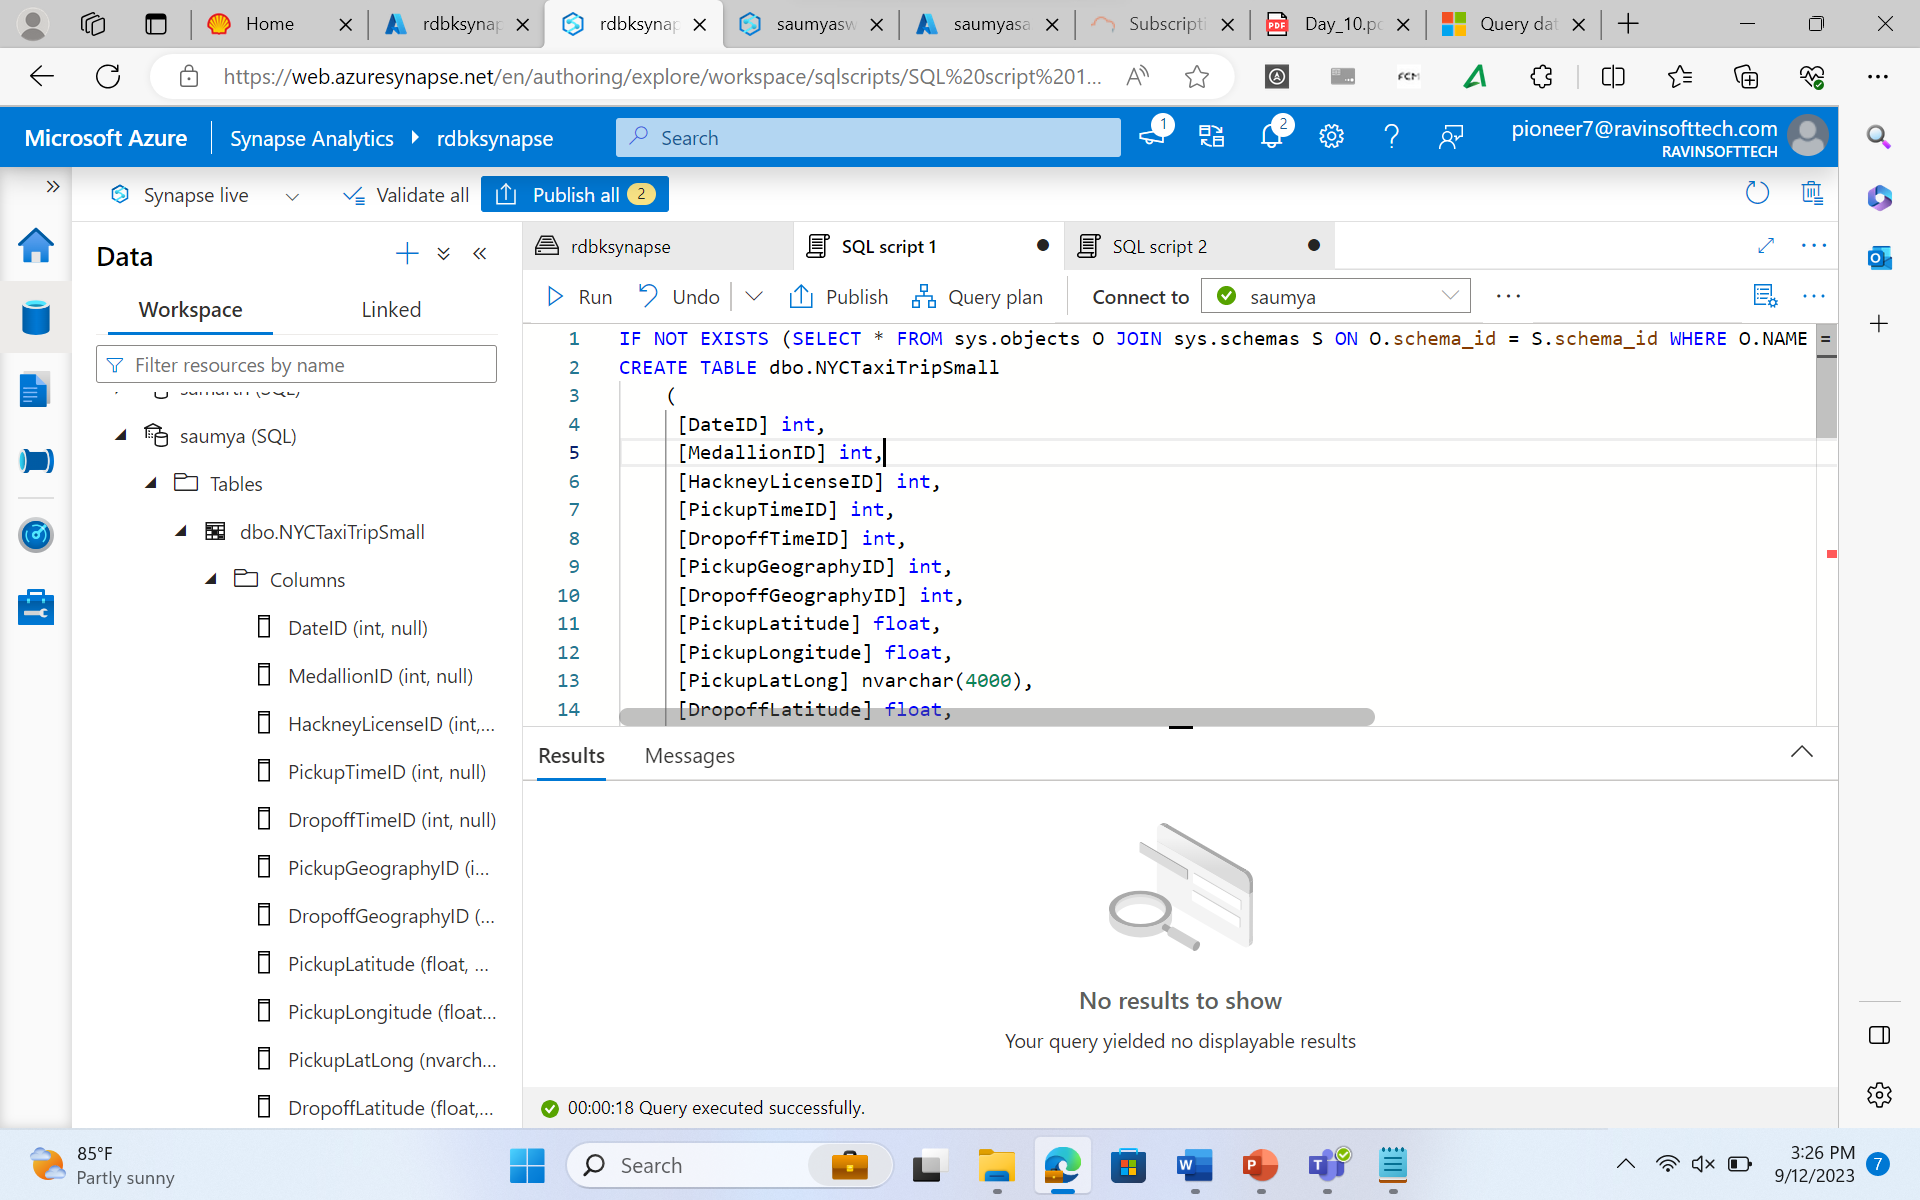 Home
rdbksynap
rdbksynap
saumyasw
saumyasa
Subscripti
Day_10.pd
Query dat
https://web.azuresynapse.net/en/authoring/explore/workspace/sqlscripts/SQL%20script%201...
Microsoft Azure
Synapse Analytics
rdbksynapse
Search
1
2
pioneer7@ravinsofttech.com
RAVINSOFTTECH
Synapse live
Validate all
Publish all 2
Data
Workspace
Linked
Filter resources by name
saumya (SQL)
Tables
dbo.NYCTaxiTripSmall
Columns
DateID (int, null)
MedallionID (int, null)
HackneyLicenseID (int,...
PickupTimeID (int, null)
DropoffTimeID (int, null)
PickupGeographyID (i...
DropoffGeographyID (...
PickupLatitude (float, ...
PickupLongitude (float...
PickupLatLong (nvarch...
DropoffLatitude (float,...
rdbksynapse
SQL script 1
SQL script 2
Run
Undo
Publish
Query plan
Connect to
saumya
1 IF NOT EXISTS (SELECT * FROM sys.objects O JOIN sys.schemas S ON O.schema_id = S.schema_id WHERE O.NAME =
2 CREATE TABLE dbo.NYCTaxiTripSmall
3 (
4 [DateID] int,
5 [MedallionID] int,
6 [HackneyLicenseID] int,
7 [PickupTimeID] int,
8 [DropoffTimeID] int,
9 [PickupGeographyID] int,
10 [DropoffGeographyID] int,
11 [PickupLatitude] float,
12 [PickupLongitude] float,
13 [PickupLatLong] nvarchar(4000),
14 [DropoffLatitude] float,
Results
Messages
No results to show
Your query yielded no displayable results
00:00:18 Query executed successfully.
85°F
Partly sunny
Search
3:26 PM
9/12/2023
7